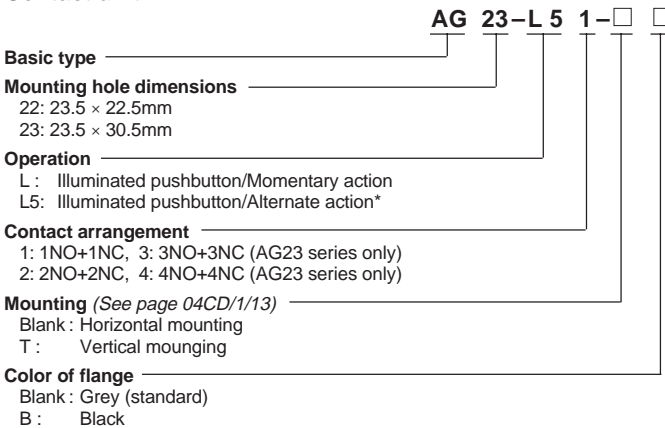 AG 23–L 5 1–□ □
Basic type
Mounting hole dimensions
22: 23.5 × 22.5mm
23: 23.5 × 30.5mm
Operation
L : Illuminated pushbutton/Momentary action
L5: Illuminated pushbutton/Alternate action*
Contact arrangement
1: 1NO+1NC, 3: 3NO+3NC (AG23 series only)
2: 2NO+2NC, 4: 4NO+4NC (AG23 series only)
Mounting (See page 04CD/1/13)
Blank : Horizontal mounting
T : Vertical mounging
Color of flange
Blank : Grey (standard)
B : Black